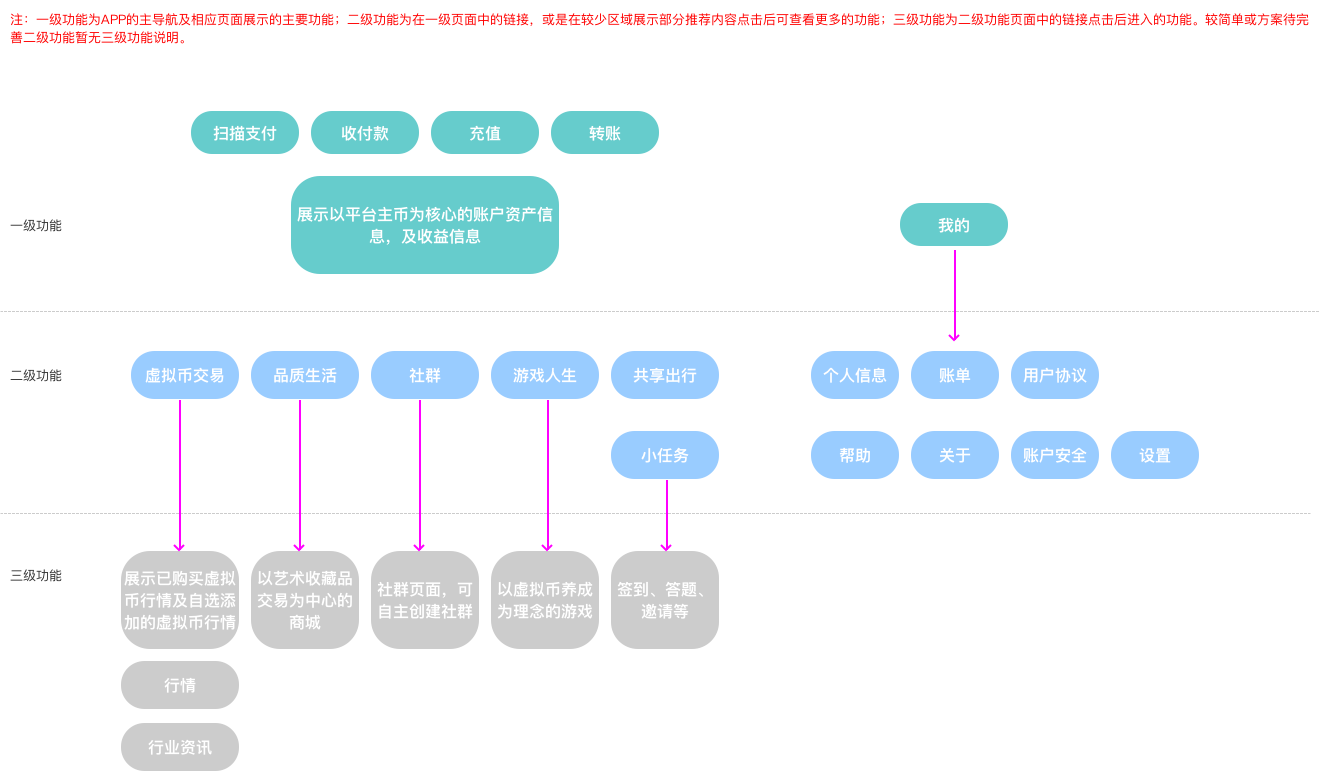 注：一级功能为APP的主导航及相应页面展示的主要功能；二级功能为在一级页面中的链接，或是在较少区域展示部分推荐内容点击后可查看更多的功能；三级功能为二级功能页面中的链接点击后进入的功能。较简单或方案待完
善二级功能暂无三级功能说明。
扫描支付
收付款
充值
转账
展示以平台主币为核心的账户资产信
息，及收益信息
一级功能
我的
二级功能
虚拟币交易
品质生活
社群
游戏人生
共享出行
个人信息
账单
用户协议
小任务
帮助
关于
账户安全
设置
三级功能
展示已购买虚拟
币行情及自选添
加的虚拟币行情
以艺术收藏品
交易为中心的
商城
社群页面，可
自主创建社群
以虚拟币养成
为理念的游戏
签到、答题、
邀请等
行情
行业资讯